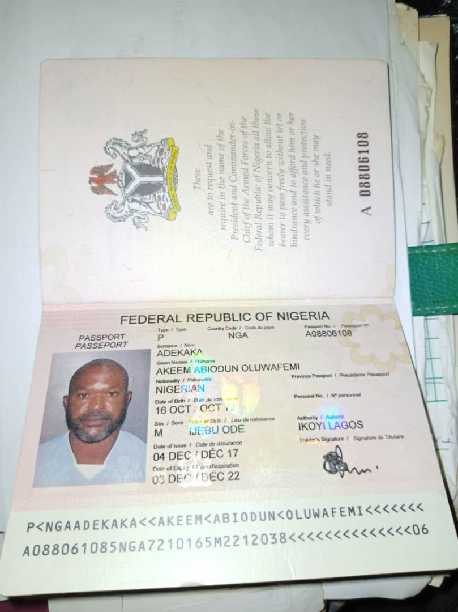 These
are to request and
require in the name of the
President and Commander-in-
Chief of the Armed Forces of the
Federal Republic of Nigeria all those
whom it may concern to allow the
bearer to pass freely without let or
hindrance and to afford him or her
every assistance and protection
of which he or she may
stand in need.
A 08806108
FEDERAL REPUBLIC OF NIGERIA
PASSPORT
PASSEPORT
Type / Type
P
Country Code / Code du pays
NGA
Passport No. /
A08806108
Surname / Nom
ADEKAKA
Given Names / Prénoms
AKEEM ABIODUN OLUWAFEMI
Nationality / Nationalité
NIGERIAN
Previous Passport / Précédente Passeport
Date of Birth / Date de naissance
16 OCT / OCT
Personal No. / N° personnel
Sex / Sexe
M
Place of Birth / Lieu de naissance
IJEBU ODE
Authority / Autorité
IKOYI LAGOS
Date of Issue / Date de délivrance
04 DEC / DÉC 17
Holder's Signature / Signature du Titulaire
Date of Expiry / Date d'expiration
03 DEC / DÉC 22
P<NGAADEKAKA<<AKEEM<ABIODUN<OLUWAFEMI<<<<<<<
A088061085NGA7210165M2212038<<<<<<<<<<<<<<06